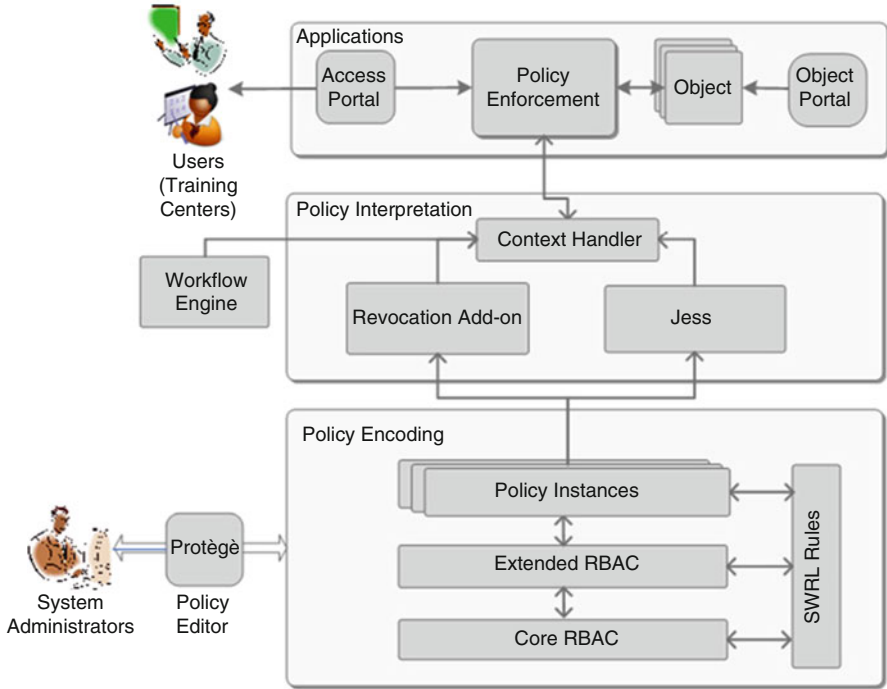 Applications
Access
Portal
Policy
Enforcement
Object
Object
Portal
Users
(Training
Centers)
Policy Interpretation
Context Handler
Workflow
Engine
Revocation Add-on
Jess
Policy Encoding
Policy Instances
Extended RBAC
Core RBAC
SWRL Rules
Protègè
System
Administrators
Policy
Editor